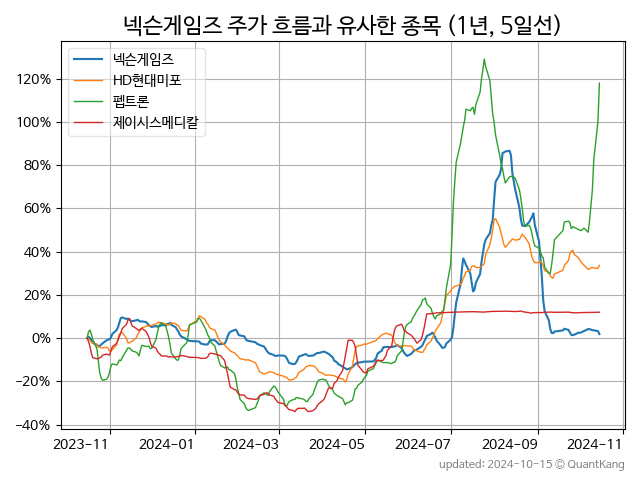 넥슨게임즈 주가 흐름과 유사한 종목 (1년, 5일선)
넥슨게임즈
HD현대미포
펩트론
제이시스메디칼
120%
100%
80%
60%
40%
20%
0%
−20%
−40%
2023-11
2024-01
2024-03
2024-05
2024-07
2024-09
2024-11
updated: 2024-10-15 © QuantKang